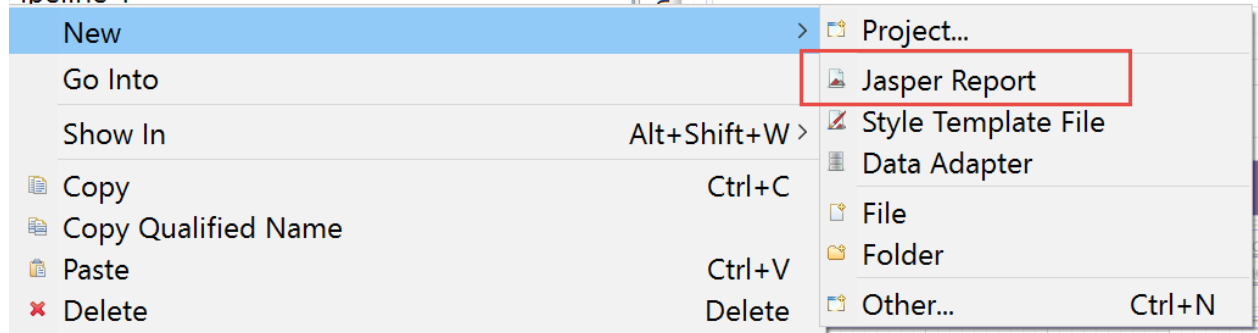 New
Go Into
Show In Alt+Shift+W
Copy Ctrl+C
Copy Qualified Name
Paste Ctrl+V
Delete Delete
Project...
Jasper Report
Style Template File
Data Adapter
File
Folder
Other... Ctrl+N